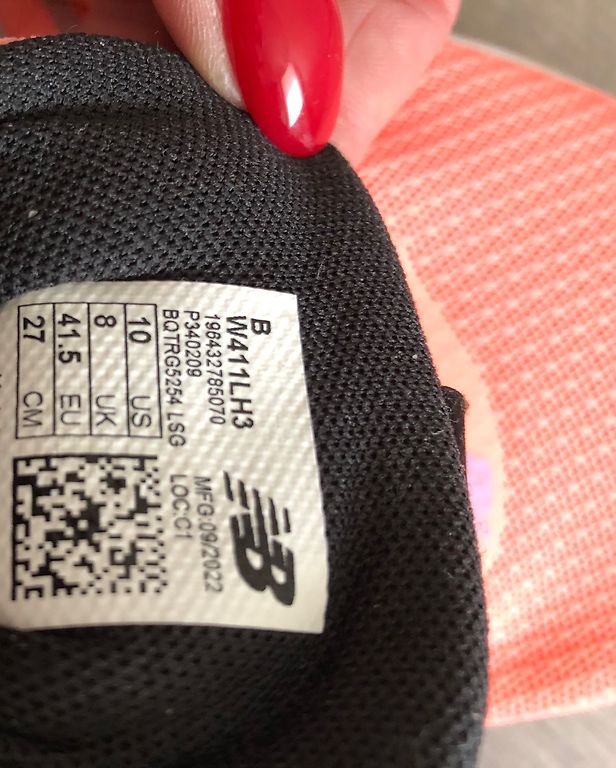 B
W411LH3
196432785070
P340209
BQTRG5254 LSG
10 US
8 UK
41.5 EU
27 CM
NB
MFG:09/2022
LOC:C1